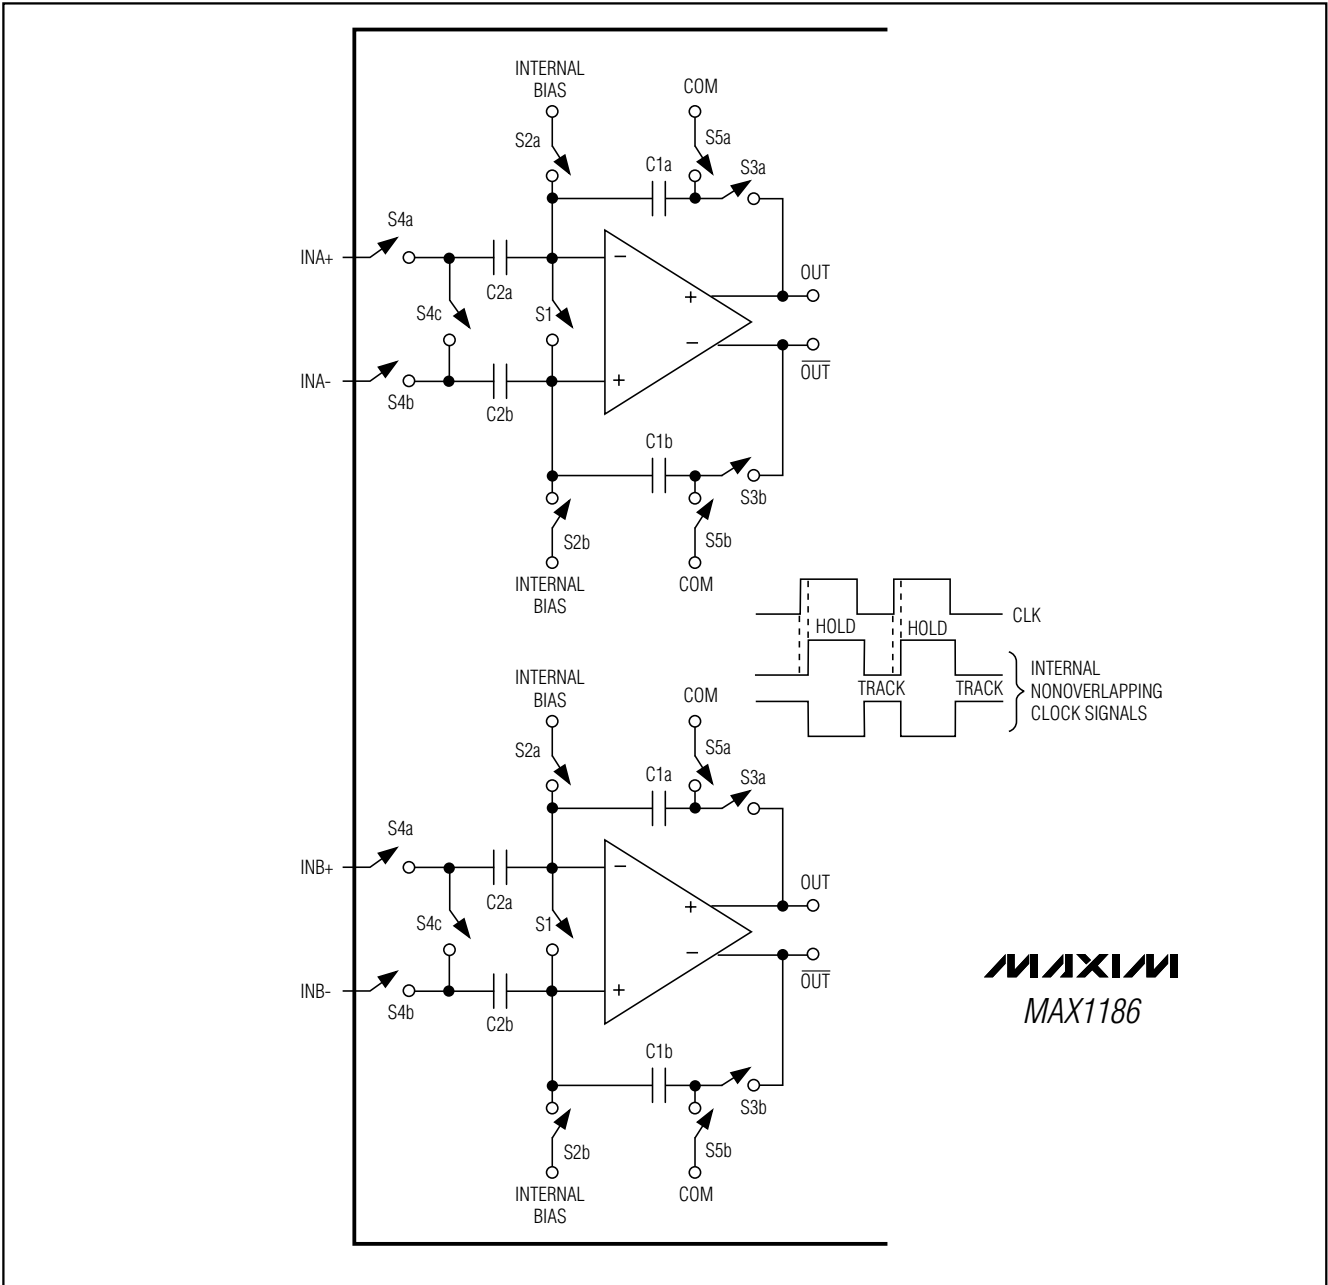 INTERNAL
BIAS
COM
S2a
S5a
C1a
S3a
S4a
INA+
−
C2a
OUT
+
S4c
S1
−
OUT
INA-
+
S4b
C2b
C1b
S3b
S2b
S5b
INTERNAL
BIAS
COM
CLK
HOLD
HOLD
INTERNAL
NONOVERLAPPING
CLOCK SIGNALS
TRACK
TRACK
INTERNAL
BIAS
COM
S2a
S5a
C1a
S3a
S4a
INB+
−
C2a
OUT
+
S4c
S1
−
OUT
INB-
+
S4b
C2b
C1b
S3b
S2b
S5b
INTERNAL
BIAS
COM
MAXIM
MAX1186